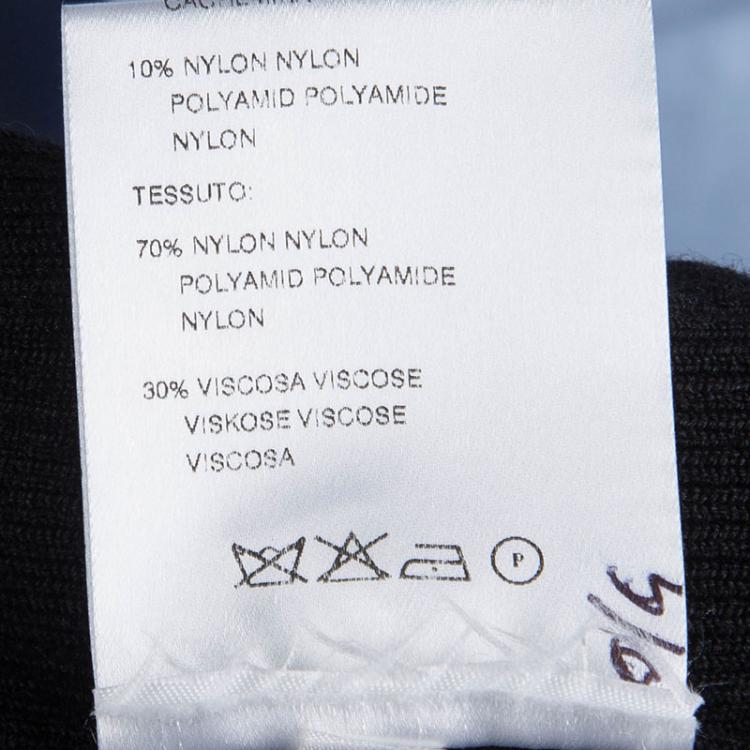 10% NYLON NYLON
POLYAMID POLYAMIDE
NYLON
TESSUTO:
70% NYLON NYLON
POLYAMID POLYAMIDE
NYLON
30% VISCOSA VISCOSE
VISKOSE VISCOSE
VISCOSA
P